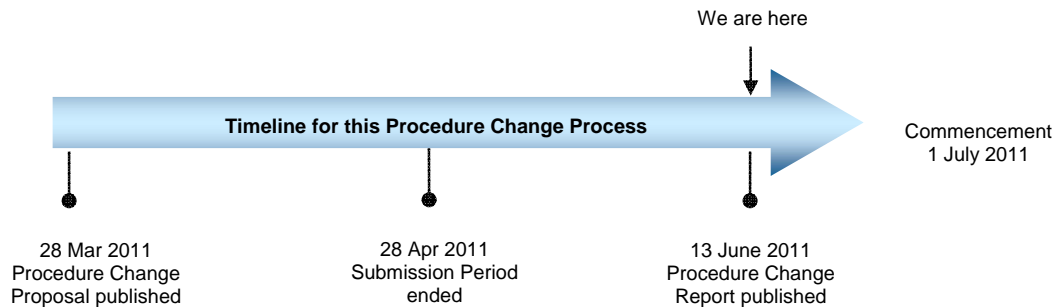 We are here
Timeline for this Procedure Change Process
Commencement
1 July 2011
28 Mar 2011
Procedure Change
Proposal published
28 Apr 2011
Submission Period
ended
13 June 2011
Procedure Change
Report published